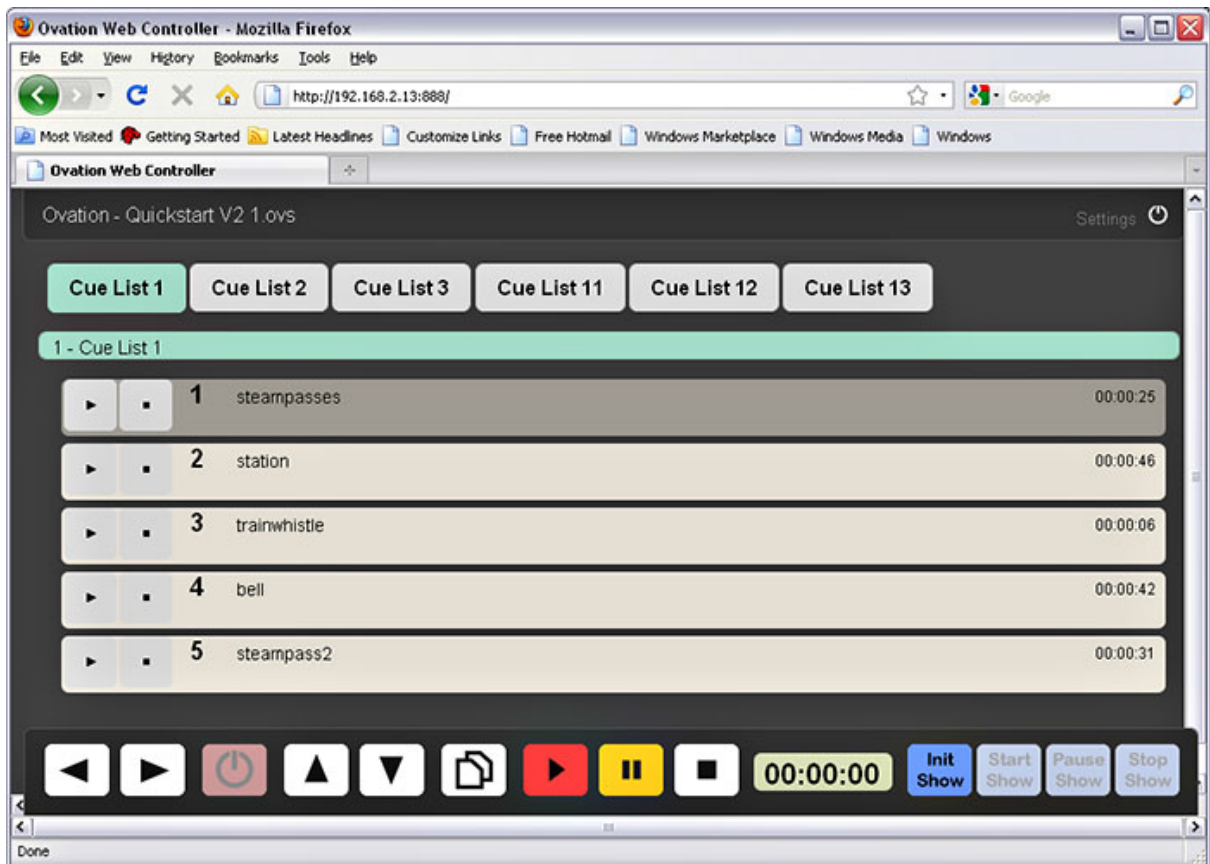 Ovation Web Controller - Mozilla Firefox
File Edit View History Bookmarks Tools Help
http://192.168.2.13:888/ Google
Most Visited Getting Started Latest Headlines Customize Links Free Hotmail Windows Marketplace Windows Media Windows
Ovation Web Controller
Ovation - Quickstart V2 1.ovs Settings
Cue List 1 Cue List 2 Cue List 3 Cue List 11 Cue List 12 Cue List 13
1 - Cue List 1
1 steampasses 00:00:25
2 station 00:00:46
3 trainwhistle 00:00:06
4 bell 00:00:42
5 steampass2 00:00:31
00:00:00 Init Show Start Show Pause Show Stop Show
Done